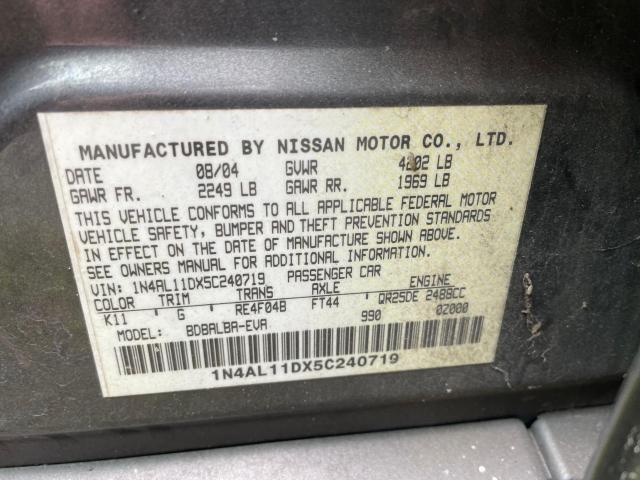 MANUFACTURED BY NISSAN MOTOR CO., LTD.
DATE 08/04 GVWR 4202 LB
GAWR FR. 2249 LB GAWR RR. 1969 LB
THIS VEHICLE CONFORMS TO ALL APPLICABLE FEDERAL MOTOR
VEHICLE SAFETY, BUMPER AND THEFT PREVENTION STANDARDS
IN EFFECT ON THE DATE OF MANUFACTURE SHOWN ABOVE.
SEE OWNERS MANUAL FOR ADDITIONAL INFORMATION.
VIN: 1N4AL11DX5C240719 PASSENGER CAR
COLOR TRIM TRANS AXLE ENGINE
K11 G RE4F04B FT44 QR25DE 2488CC
MODEL: BDBALBA-EVA 990 0Z000
1N4AL11DX5C240719